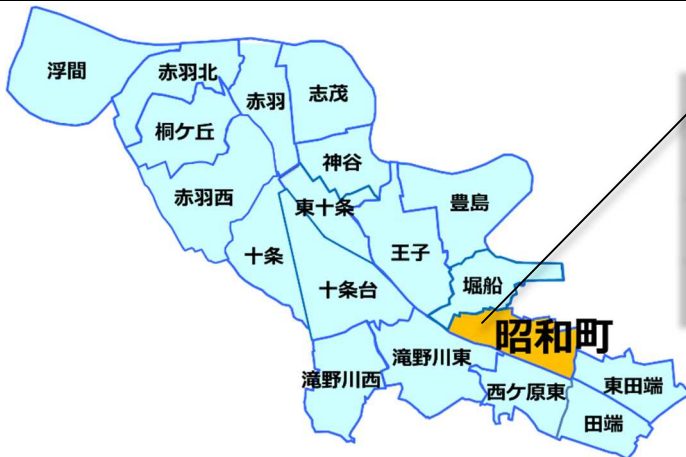 浮間
赤羽北
赤羽
志茂
桐ケ丘
神谷
赤羽西
東十条
豊島
十条
王子
十条台
堀船
昭和町
滝野川東
滝野川西
西ケ原東
東田端
田端